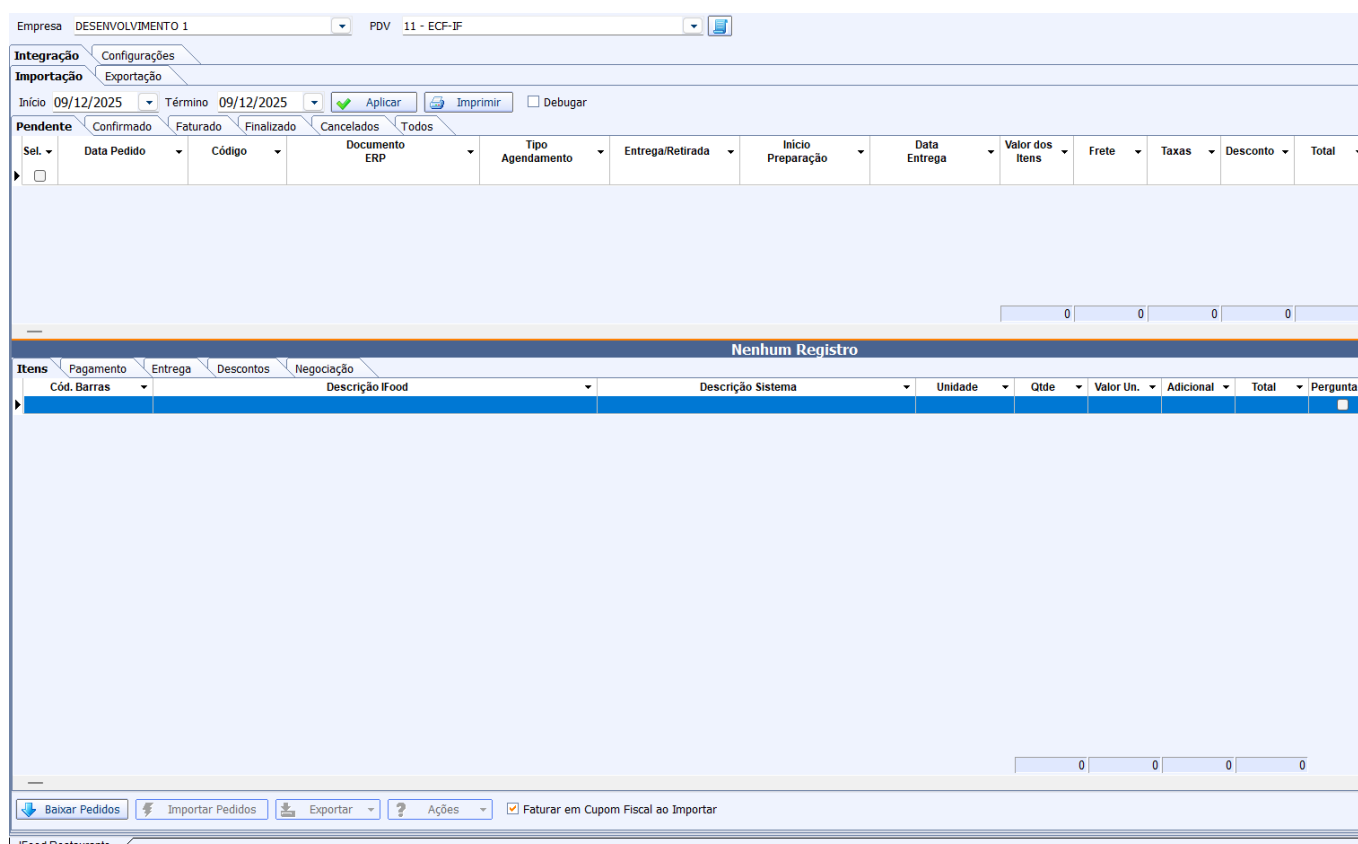 Empresa DESENVOLVIMENTO 1 PDV 11 - ECF-IF
Integração Configurações
Importação Exportação
Início 09/12/2025 Término 09/12/2025 Aplicar Imprimir Debugar
Pendente Confirmado Faturado Finalizado Cancelados Todos
Sel. Data Pedido Código Documento ERP Tipo Agendamento Entrega/Retirada Início Preparação Data Entrega Valor dos Itens Frete Taxas Desconto Total
0 0 0 0
Nenhum Registro
Itens Pagamento Entrega Descontos Negociação
Cód. Barras Descrição IFood Descrição Sistema Unidade Qtde Valor Un. Adicional Total Pergunta
0 0 0 0
Baixar Pedidos Importar Pedidos Exportar ? Ações Faturar em Cupom Fiscal ao Importar
IFood Restaurante